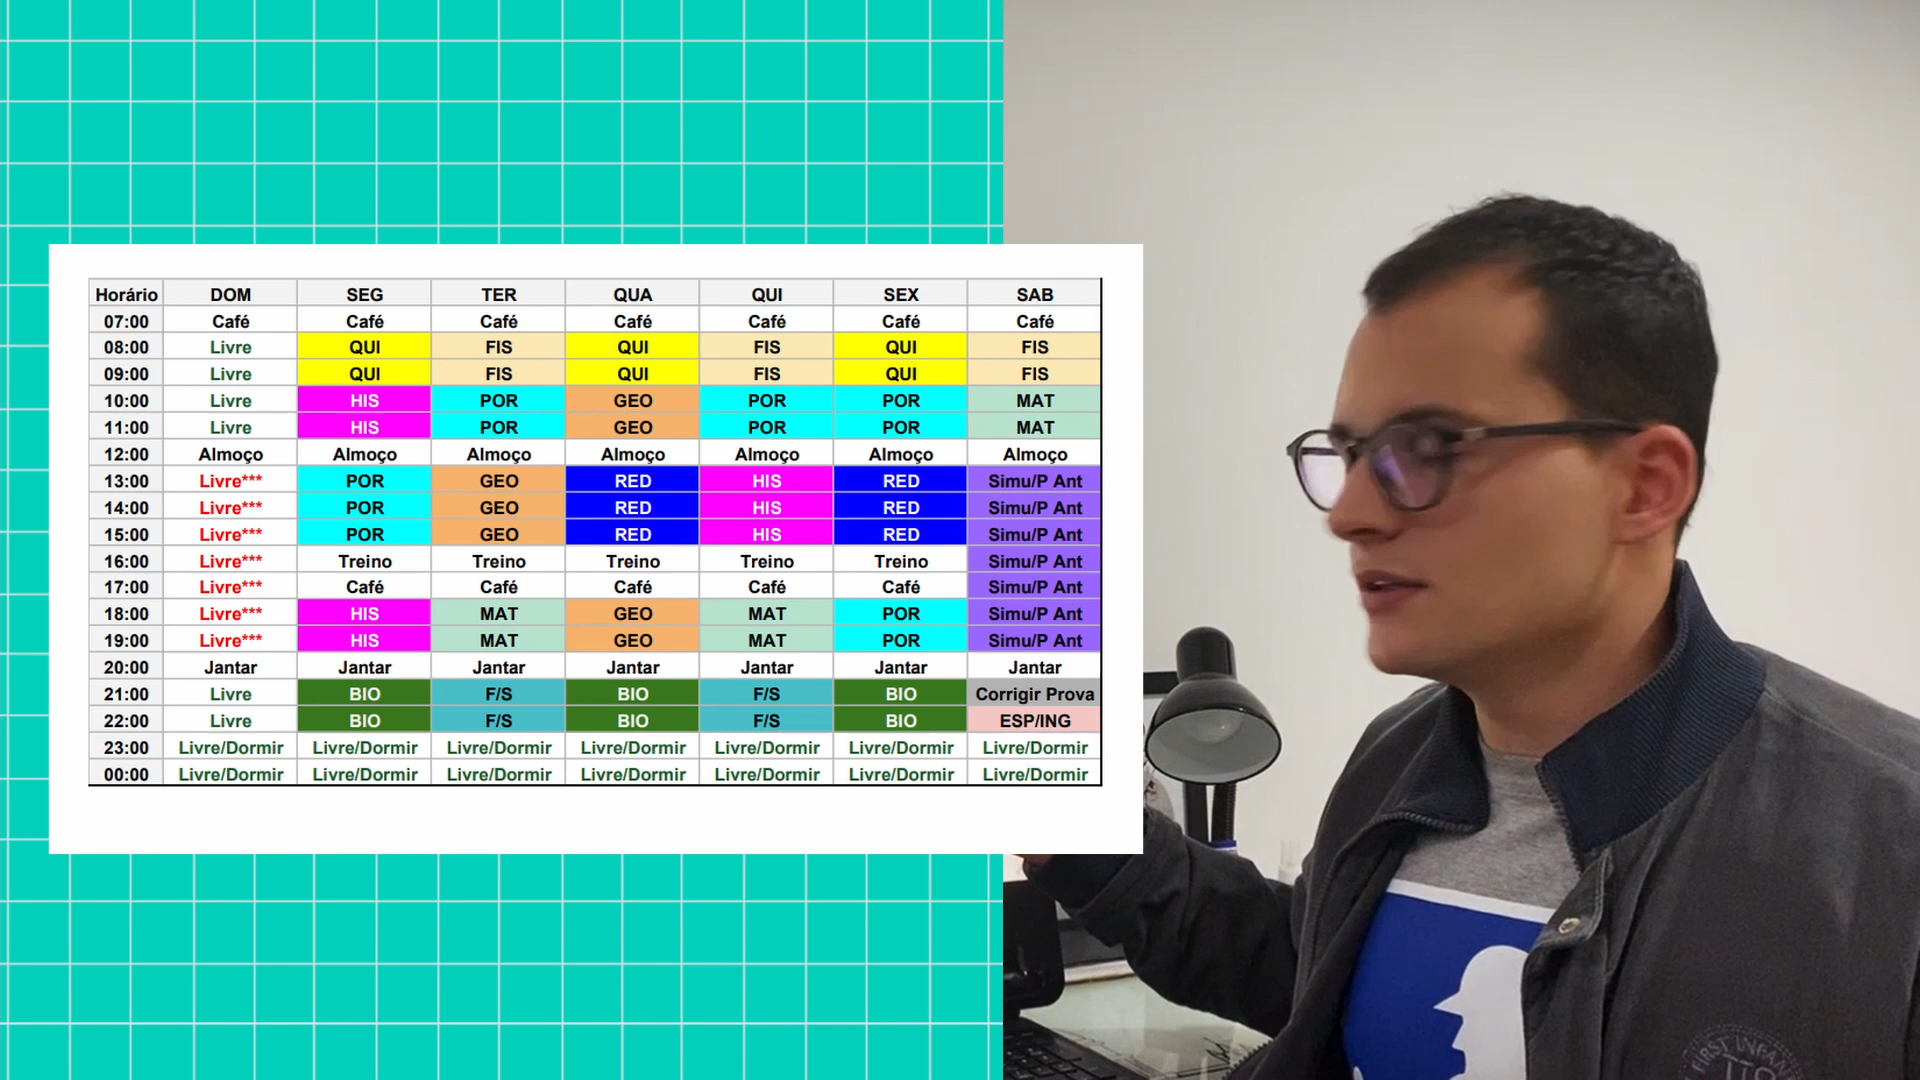 Horário DOM SEG TER QUA QUI SEX SAB
07:00 Café Café Café Café Café Café Café
08:00 Livre QUI FIS QUI FIS QUI FIS
09:00 Livre QUI FIS QUI FIS QUI FIS
10:00 Livre HIS POR GEO POR POR MAT
11:00 Livre HIS POR GEO POR POR MAT
12:00 Almoço Almoço Almoço Almoço Almoço Almoço Almoço
13:00 Livre*** POR GEO RED HIS RED Simu/P Ant
14:00 Livre*** POR GEO RED HIS RED Simu/P Ant
15:00 Livre*** POR GEO RED HIS RED Simu/P Ant
16:00 Livre*** Treino Treino Treino Treino Treino Simu/P Ant
17:00 Livre*** Café Café Café Café Café Simu/P Ant
18:00 Livre*** HIS MAT GEO MAT POR Simu/P Ant
19:00 Livre*** HIS MAT GEO MAT POR Simu/P Ant
20:00 Jantar Jantar Jantar Jantar Jantar Jantar Jantar
21:00 Livre BIO F/S BIO F/S BIO Corrigir Prova
22:00 Livre BIO F/S BIO F/S BIO ESP/ING
23:00 Livre/Dormir Livre/Dormir Livre/Dormir Livre/Dormir Livre/Dormir Livre/Dormir Livre/Dormir
00:00 Livre/Dormir Livre/Dormir Livre/Dormir Livre/Dormir Livre/Dormir Livre/Dormir Livre/Dormir
FIRST